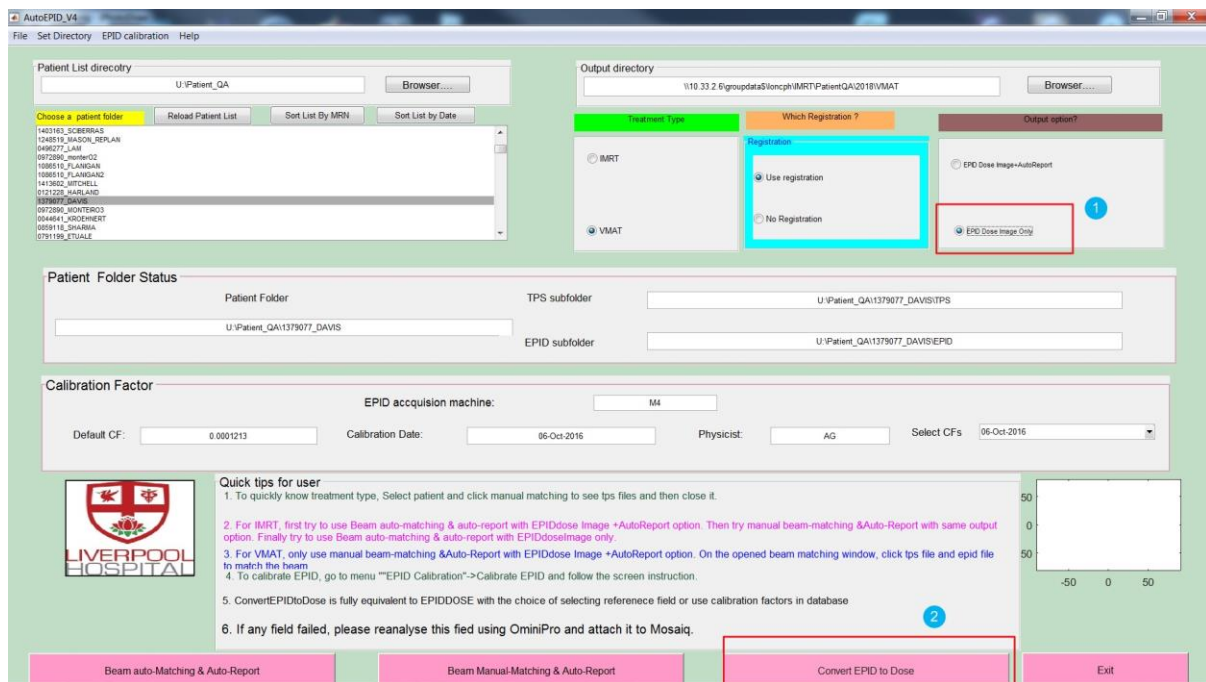 AutoEPID_V4
File Set Directory EPID calibration Help
Patient List direcotry
U:\Patient_QA
Browser....
Output directory
\\10.33.2.6\groupdata$\loncph\IMRT\PatientQA\2018\VMAT
Browser....
Choose a patient folder
Reload Patient List
Sort List By MRN
Sort List by Date
1403163_SCIBERRAS
1248519_MASON_REPLAN
0496277_LAM
0972890_monterO2
1086510_FLANIGAN
1086510_FLANIGAN2
1413602_MITCHELL
0121228_HARLAND
1379077_DAVIS
0972890_MONTEIRO3
0044641_KROEHNERT
0859118_SHARMA
0791199_ETUALE
Treatment Type
Which Registration ?
Output option?
IMRT
VMAT
Registration
Use registration
No Registration
EPID Dose Image+AutoReport
1
EPID Dose Image Only
Patient Folder Status
Patient Folder
U:\Patient_QA\1379077_DAVIS
TPS subfolder
U:\Patient_QA\1379077_DAVIS\TPS
EPID subfolder
U:\Patient_QA\1379077_DAVIS\EPID
Calibration Factor
EPID accquision machine:
M4
Default CF:
0.0001213
Calibration Date:
06-Oct-2016
Physicist:
AG
Select CFs
06-Oct-2016
LIVERPOOL
HOSPITAL
Quick tips for user
1. To quickly know treatment type, Select patient and click manual matching to see tps files and then close it.
2. For IMRT, first try to use Beam auto-matching & auto-report with EPIDdose Image +AutoReport option. Then try manual beam-matching &Auto-Report with same output
option. Finally try to use Beam auto-matching & auto-report with EPIDdoseImage only.
3. For VMAT, only use manual beam-matching &Auto-Report with EPIDdose Image +AutoReport option. On the opened beam matching window, click tps file and epid file
to match the beam
4. To calibrate EPID, go to menu ""EPID Calibration"->Calibrate EPID and follow the screen instruction.
5. ConvertEPIDtoDose is fully equivalent to EPIDDOSE with the choice of selecting referenece field or use calibration factors in database
6. If any field failed, please reanalyse this fied using OminiPro and attach it to Mosaiq.
50
0
50
-50 0 50
2
Beam auto-Matching & Auto-Report
Beam Manual-Matching & Auto-Report
Convert EPID to Dose
Exit